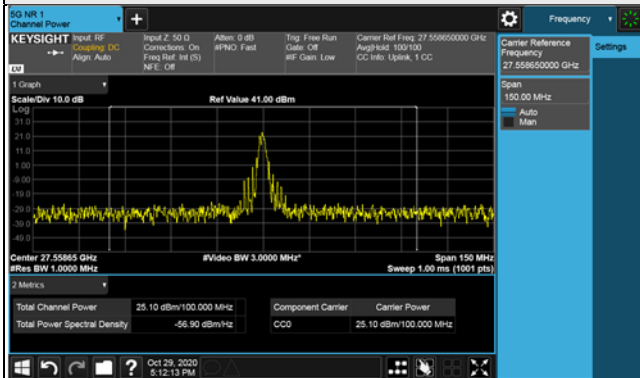 5G NR 1
Channel Power
Frequency
KEYSIGHT
Input: RF
Coupling: DC
Align: Auto
Input Z: 50 Ω
Corrections: On
Freq Ref: Int (S)
NFE: Off
Atten: 0 dB
#PNO: Fast
Trig: Free Run
Gate: Off
#IF Gain: Low
Carrier Ref Freq: 27.558650000 GHz
Avg|Hold: 100/100
CC Info: Uplink, 1 CC
Carrier Reference
Frequency
27.558650000 GHz
Settings
Span
150.00 MHz
Auto
Man
1 Graph
Scale/Div 10.0 dB
Ref Value 41.00 dBm
Log
31.0
21.0
11.0
1.00
-9.00
-19.0
-29.0
-39.0
-49.0
Center 27.55865 GHz
#Video BW 3.0000 MHz*
Span 150 MHz
#Res BW 1.0000 MHz
Sweep 1.00 ms (1001 pts)
2 Metrics
Total Channel Power
25.10 dBm/100.000 MHz
Total Power Spectral Density
-56.90 dBm/Hz
Component Carrier
Carrier Power
CC0
25.10 dBm/100.000 MHz
?
Oct 29, 2020
5:12:13 PM